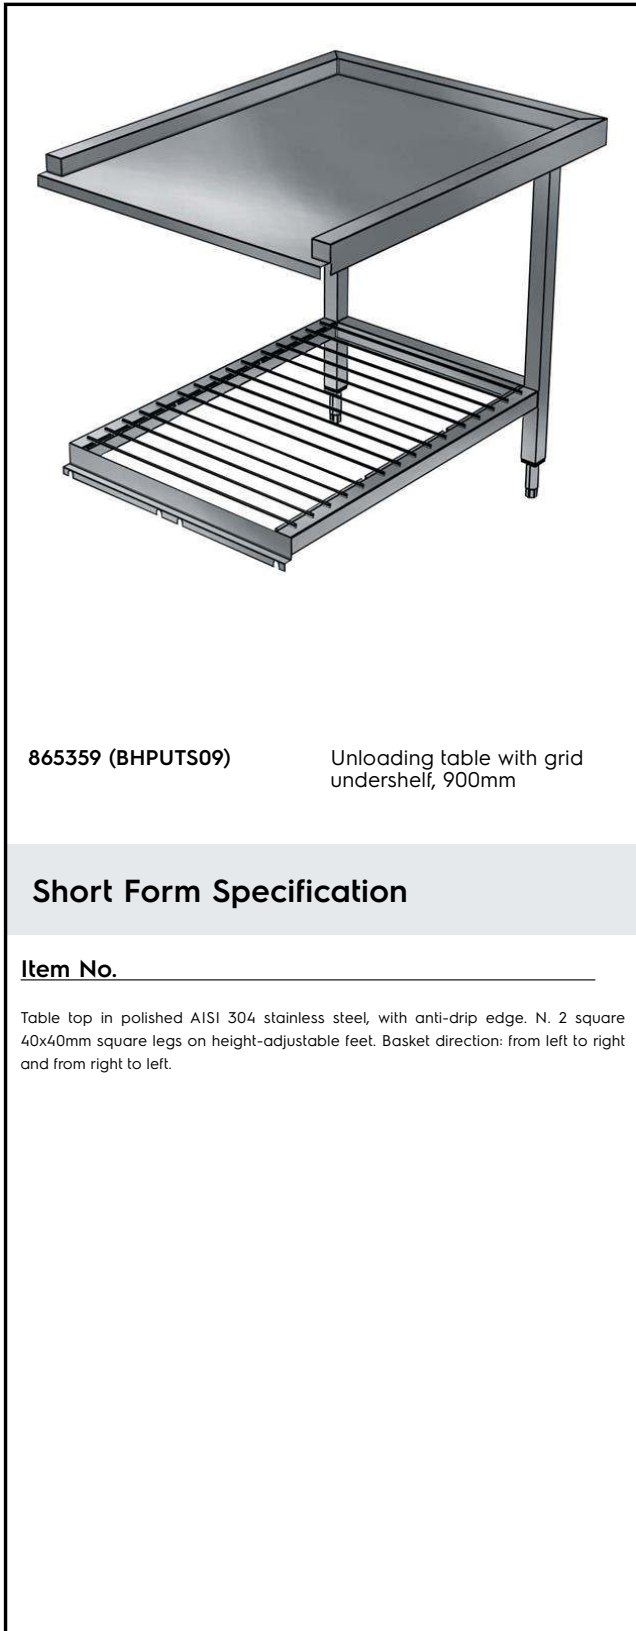 865359 (BHPUTS09)
Unloading table with grid
undershelf, 900mm
Short Form Specification
Item No.
Table top in polished AISI 304 stainless steel, with anti-drip edge. N. 2 square
40x40mm square legs on height-adjustable feet. Basket direction: from left to right
and from right to left.